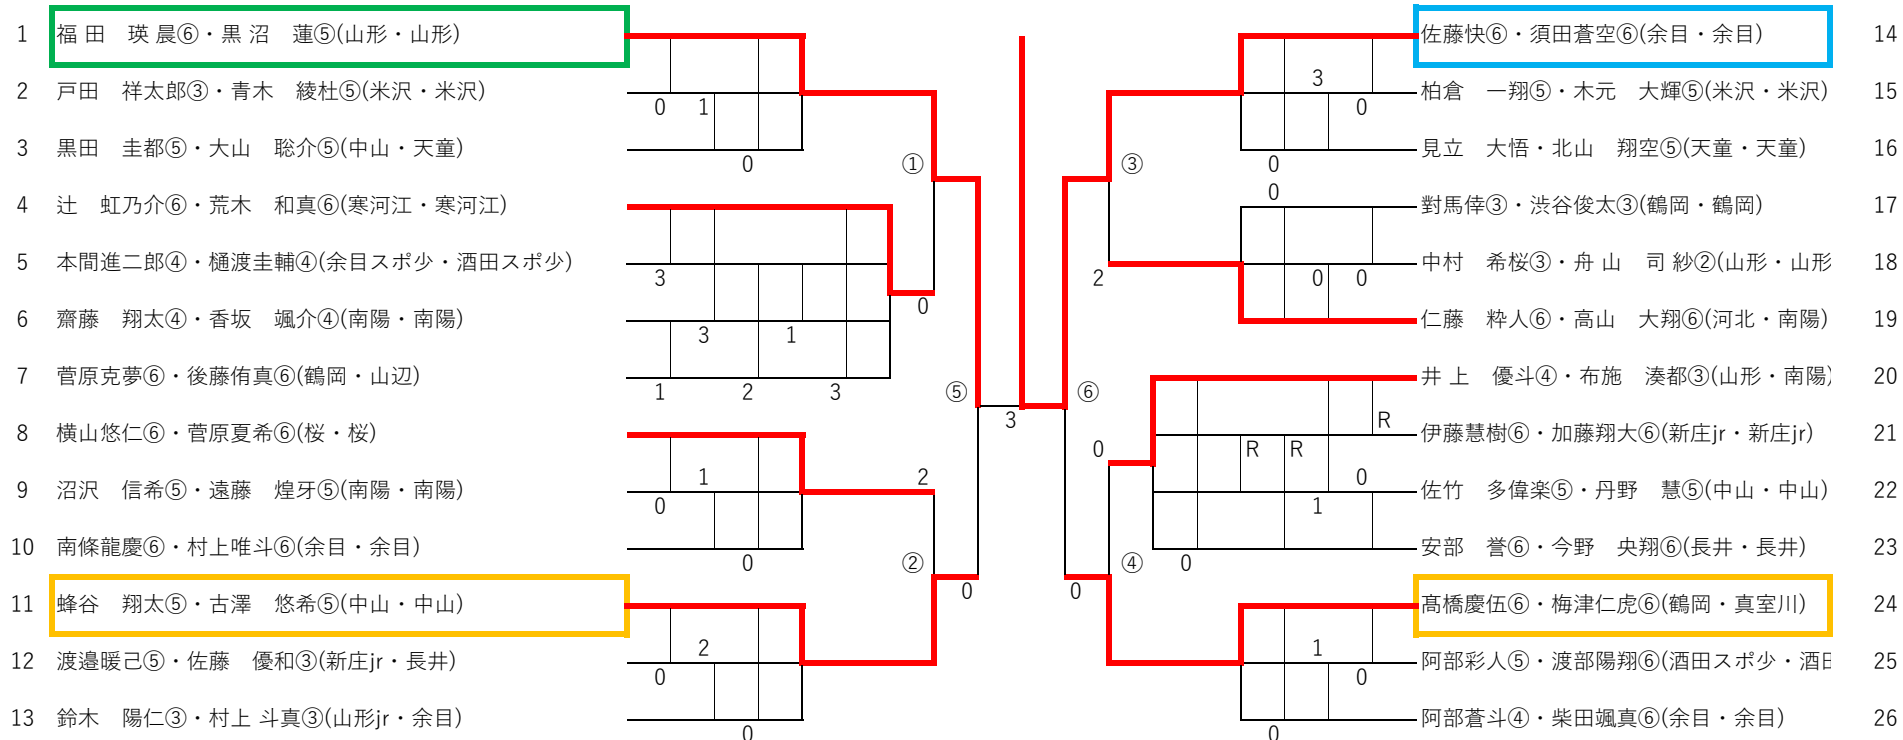 1 福 田　瑛 晨⑥・黒 沼　蓮⑤(山形・山形)
2 戸田　祥太郎③・青木　綾杜⑤(米沢・米沢)
0 1
3 黒田　圭都⑤・大山　聡介⑤(中山・天童)
0
①
4 辻　虹乃介⑥・荒木　和真⑥(寒河江・寒河江)
5 本間進二郎④・樋渡圭輔④(余目スポ少・酒田スポ少)
3
0
6 齋藤　翔太④・香坂　颯介④(南陽・南陽)
3 1
7 菅原克夢⑥・後藤侑真⑥(鶴岡・山辺)
1 2 3
⑤
3
8 横山悠仁⑥・菅原夏希⑥(桜・桜)
1
2
9 沼沢　信希⑤・遠藤　煌牙⑤(南陽・南陽)
0
10 南條龍慶⑥・村上唯斗⑥(余目・余目)
0
②
0
11 蜂谷　翔太⑤・古澤　悠希⑤(中山・中山)
2
12 渡邉暖己⑤・佐藤　優和③(新庄jr・長井)
0
13 鈴木　陽仁③・村上 斗真③(山形jr・余目)
0
佐藤快⑥・須田蒼空⑥(余目・余目) 14
3
柏倉　一翔⑤・木元　大輝⑤(米沢・米沢) 15
0
見立　大悟・北山　翔空⑤(天童・天童) 16
③
0
0
對馬倖③・渋谷俊太③(鶴岡・鶴岡) 17
中村　希桜③・舟 山　司 紗②(山形・山形 18
2
0 0
仁藤　粋人⑥・高山　大翔⑥(河北・南陽) 19
井 上　優斗④・布施　湊都③(山形・南陽) 20
⑥
R
伊藤慧樹⑥・加藤翔大⑥(新庄jr・新庄jr) 21
0
R R
0
佐竹　多偉楽⑤・丹野　慧⑤(中山・中山) 22
1
安部　誉⑥・今野　央翔⑥(長井・長井) 23
④
0
0
髙橋慶伍⑥・梅津仁虎⑥(鶴岡・真室川) 24
1
阿部彩人⑤・渡部陽翔⑥(酒田スポ少・酒田 25
0
阿部蒼斗④・柴田颯真⑥(余目・余目) 26
0